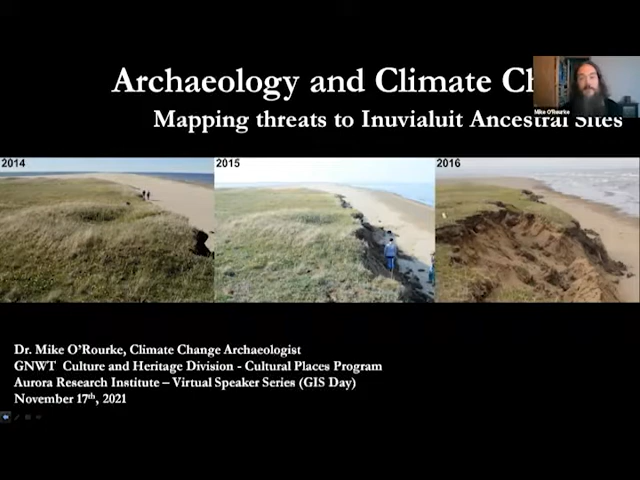 Archaeology and Climate Ch
Mike O'Rourke
Mapping threats to Inuvialuit Ancestral Sites
2014
2015
2016
Dr. Mike O'Rourke, Climate Change Archaeologist
GNWT Culture and Heritage Division - Cultural Places Program
Aurora Research Institute – Virtual Speaker Series (GIS Day)
November 17th, 2021